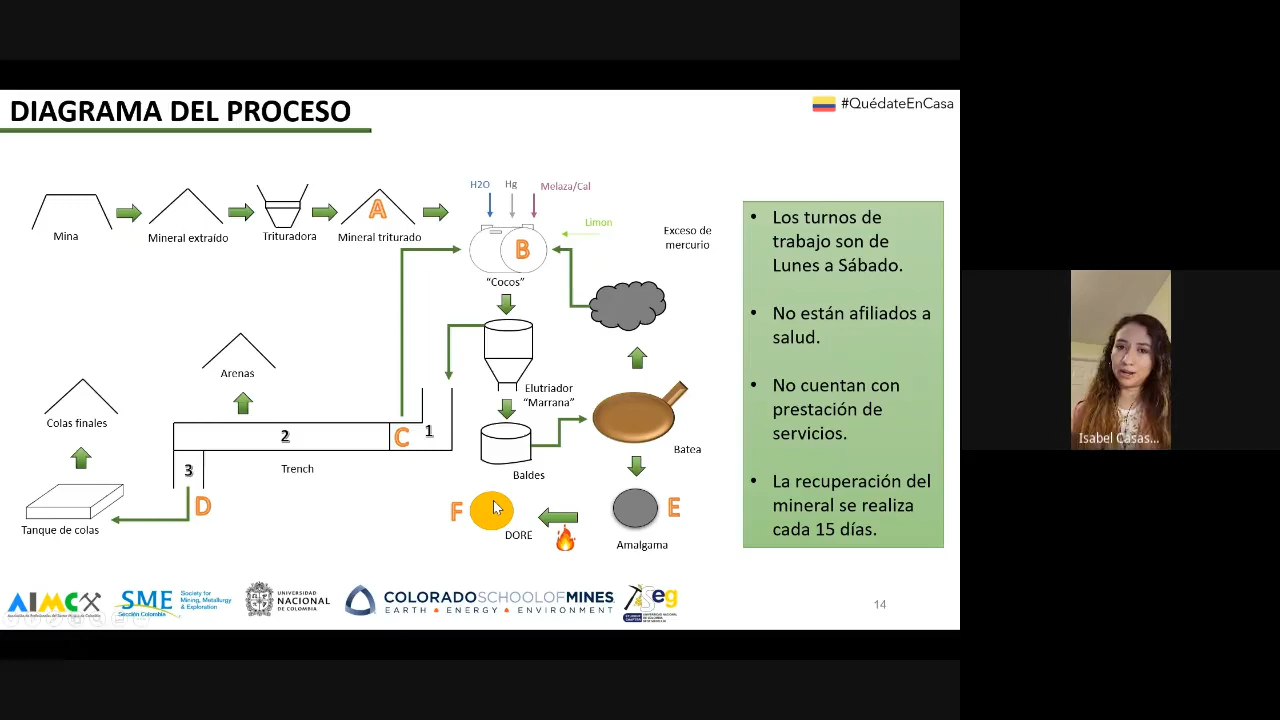 DIAGRAMA DEL PROCESO
#QuédateEnCasa
H2O
Hg
Melaza/Cal
Limon
Exceso de
mercurio
A
B
Mina
Mineral extraído
Trituradora
Mineral triturado
"Cocos"
Arenas
Colas finales
Elutriador
"Marrana"
Batea
Baldes
1
2
C
3
Trench
D
Tanque de colas
F
DORE
E
Amalgama
• Los turnos de
trabajo son de
Lunes a Sábado.
• No están afiliados a
salud.
• No cuentan con
prestación de
servicios.
• La recuperación del
mineral se realiza
cada 15 días.
Isabel Casas...
AIMC
SME
Sección Colombia
Society for
Mining, Metallurgy
& Exploration
UNIVERSIDAD
NACIONAL
DE COLOMBIA
COLORADOSCHOOLOFMINES
EARTH • ENERGY • ENVIRONMENT
Seg
14